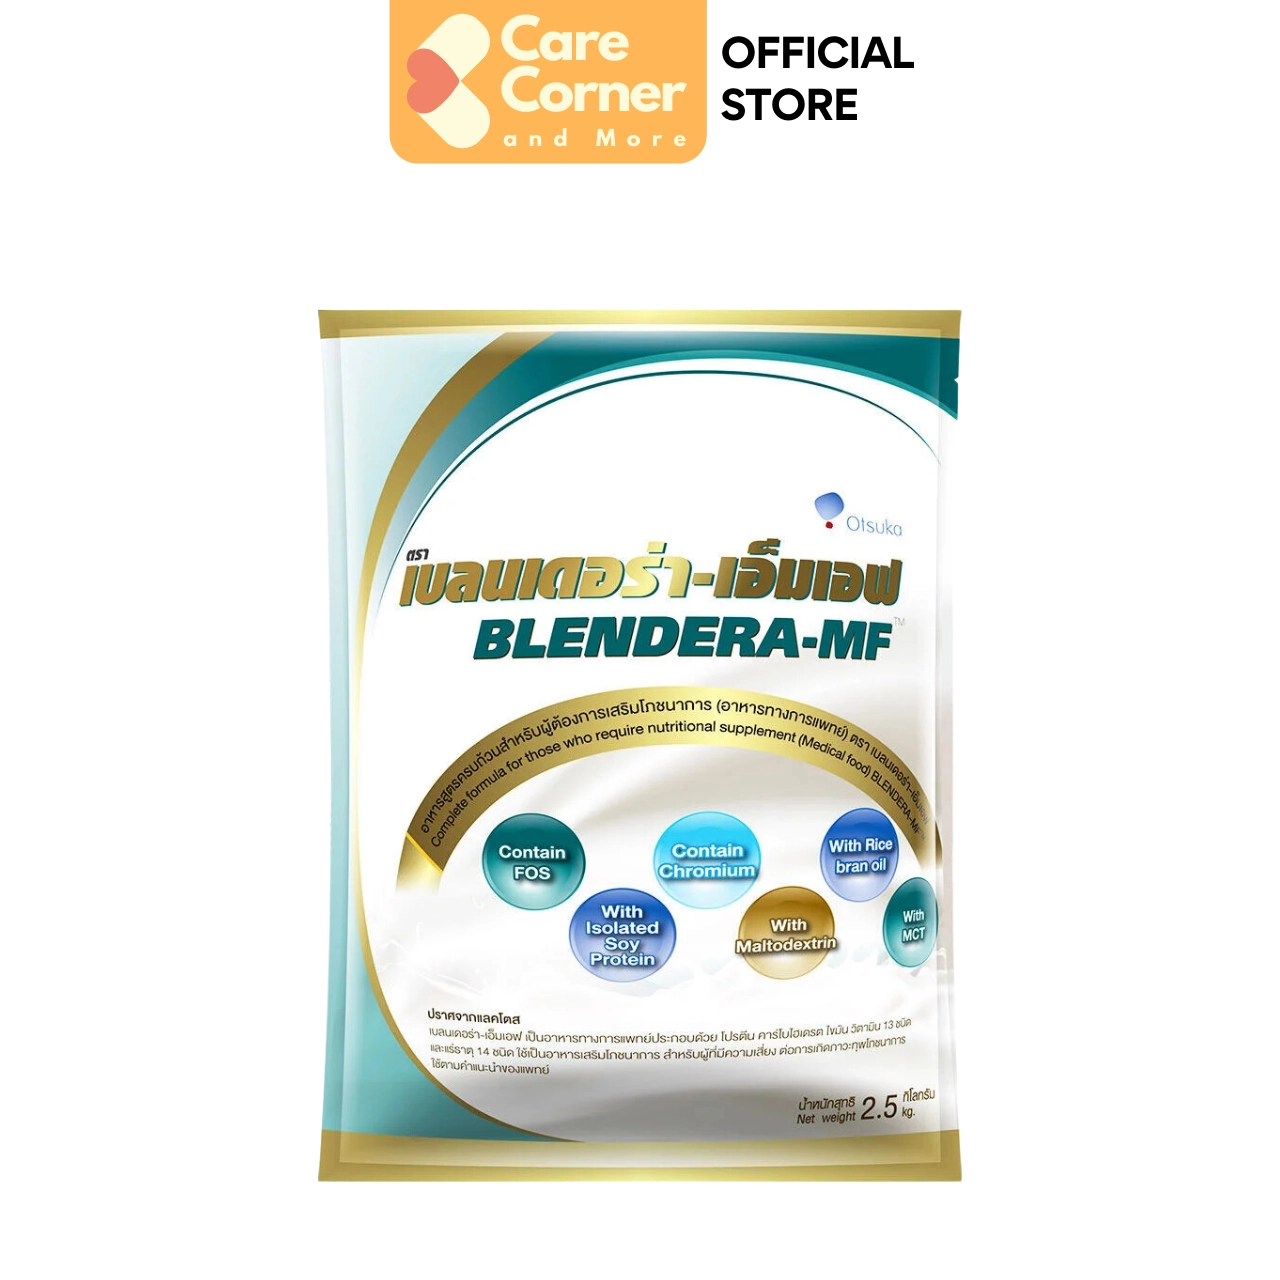 Care
Corner
and More
OFFICIAL
STORE
Otsuka
ตรา
เบลนเดอร่า-เอ็มเอฟ
BLENDERA-MF™
อาหารสูตรครบถ้วนสำหรับผู้ต้องการเสริมโภชนาการ (อาหารทางการแพทย์) ตรา เบลนเดอร่า-เอ็มเอฟ
Complete formula for those who require nutritional supplement (Medical food) BLENDERA-MF™
Contain
FOS
With
Isolated
Soy
Protein
Contain
Chromium
With
Maltodextrin
With Rice
bran oil
With
MCT
ปราศจากแลคโตส
เบลนเดอร่า-เอ็มเอฟ เป็นอาหารทางการแพทย์ประกอบด้วย โปรตีน คาร์โบไฮเดรต ไขมัน วิตามิน 13 ชนิด
และแร่ธาตุ 14 ชนิด ใช้เป็นอาหารเสริมโภชนาการ สำหรับผู้ที่มีความเสี่ยง ต่อการเกิดภาวะทุพโภชนาการ
ใช้ตามคำแนะนำของแพทย์
น้ำหนักสุทธิ 2.5 กิโลกรัม
Net weight kg.